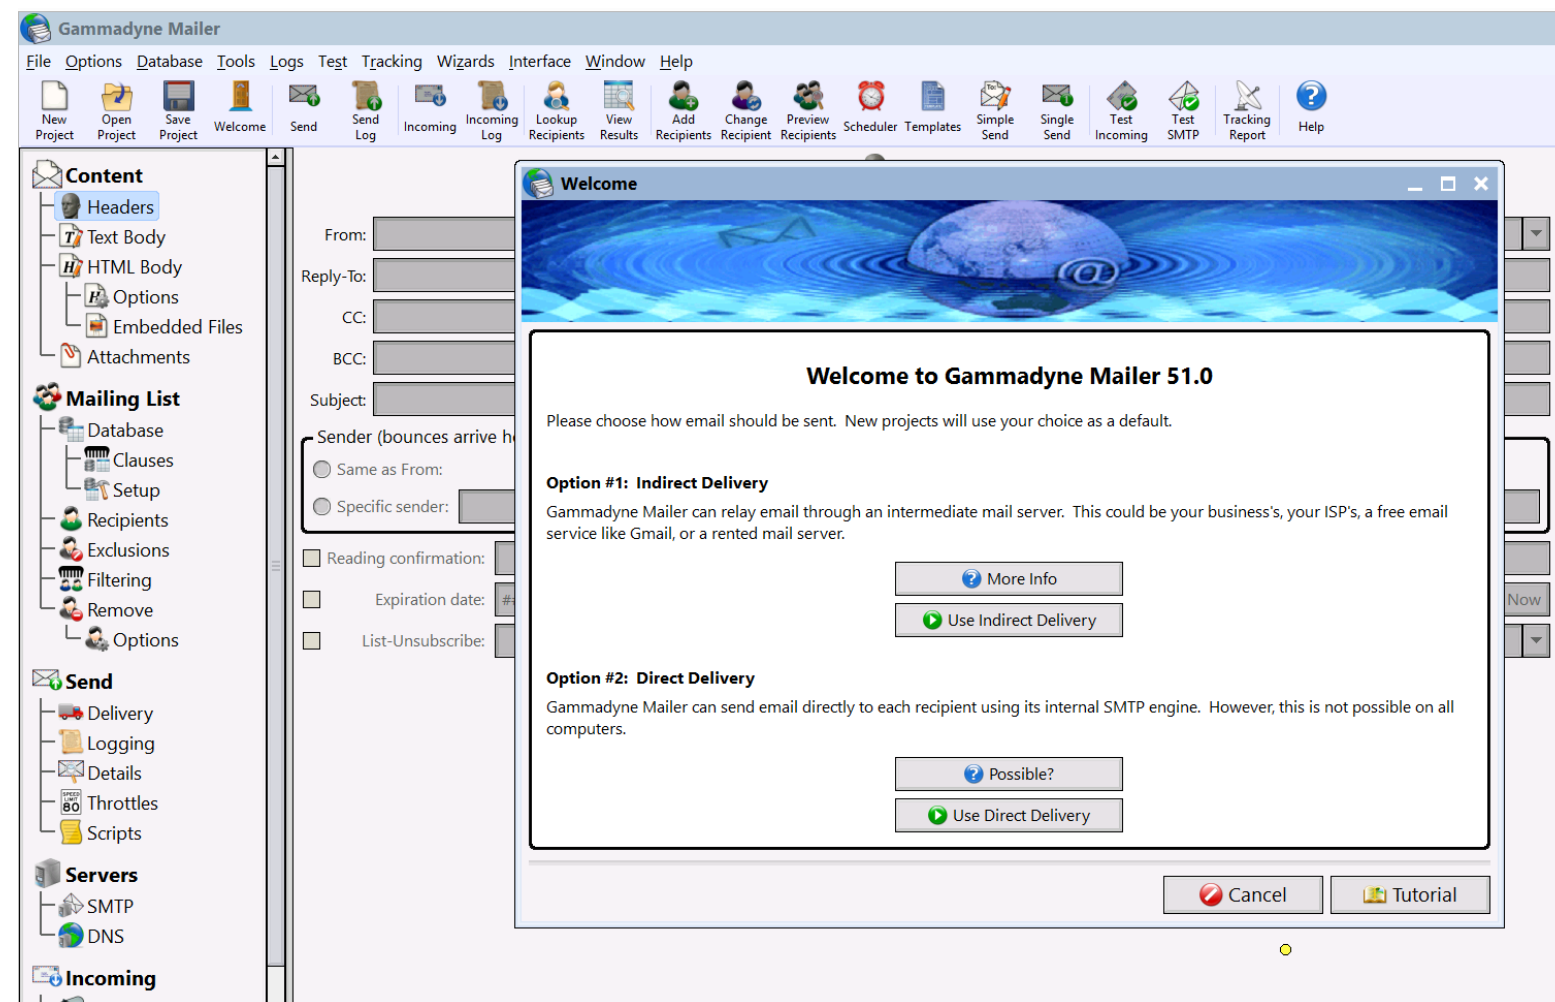 Gammadyne Mailer
File Options Database Tools Logs Test Tracking Wizards Interface Window Help
New Project
Open Project
Save Project
Welcome
Send
Send Log
Incoming
Incoming Log
Lookup Recipients
View Results
Add Recipients
Change Recipient
Preview Recipients
Scheduler
Templates
Simple Send
Single Send
Test Incoming
Test SMTP
Tracking Report
Help
Content
Headers
Text Body
HTML Body
Options
Embedded Files
Attachments
Mailing List
Database
Clauses
Setup
Recipients
Exclusions
Filtering
Remove
Options
Send
Delivery
Logging
Details
Throttles
Scripts
Servers
SMTP
DNS
Incoming
From:
Reply-To:
CC:
BCC:
Subject:
Sender (bounces arrive
Same as From:
Specific sender:
Reading confirmation:
Expiration date:
Now
List-Unsubscribe:
Welcome
Welcome to Gammadyne Mailer 51.0
Please choose how email should be sent. New projects will use your choice as a default.
Option #1: Indirect Delivery
Gammadyne Mailer can relay email through an intermediate mail server. This could be your business's, your ISP's, a free email
service like Gmail, or a rented mail server.
More Info
Use Indirect Delivery
Option #2: Direct Delivery
Gammadyne Mailer can send email directly to each recipient using its internal SMTP engine. However, this is not possible on all
computers.
Possible?
Use Direct Delivery
Cancel
Tutorial